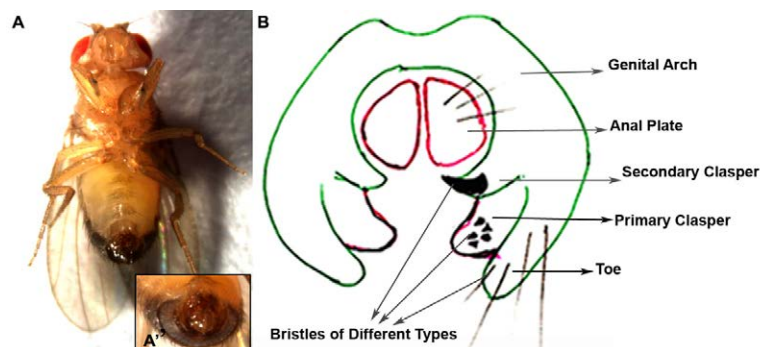 A
B
Genital Arch
Anal Plate
Secondary Clasper
Primary Clasper
Toe
Bristles of Different Types
A'